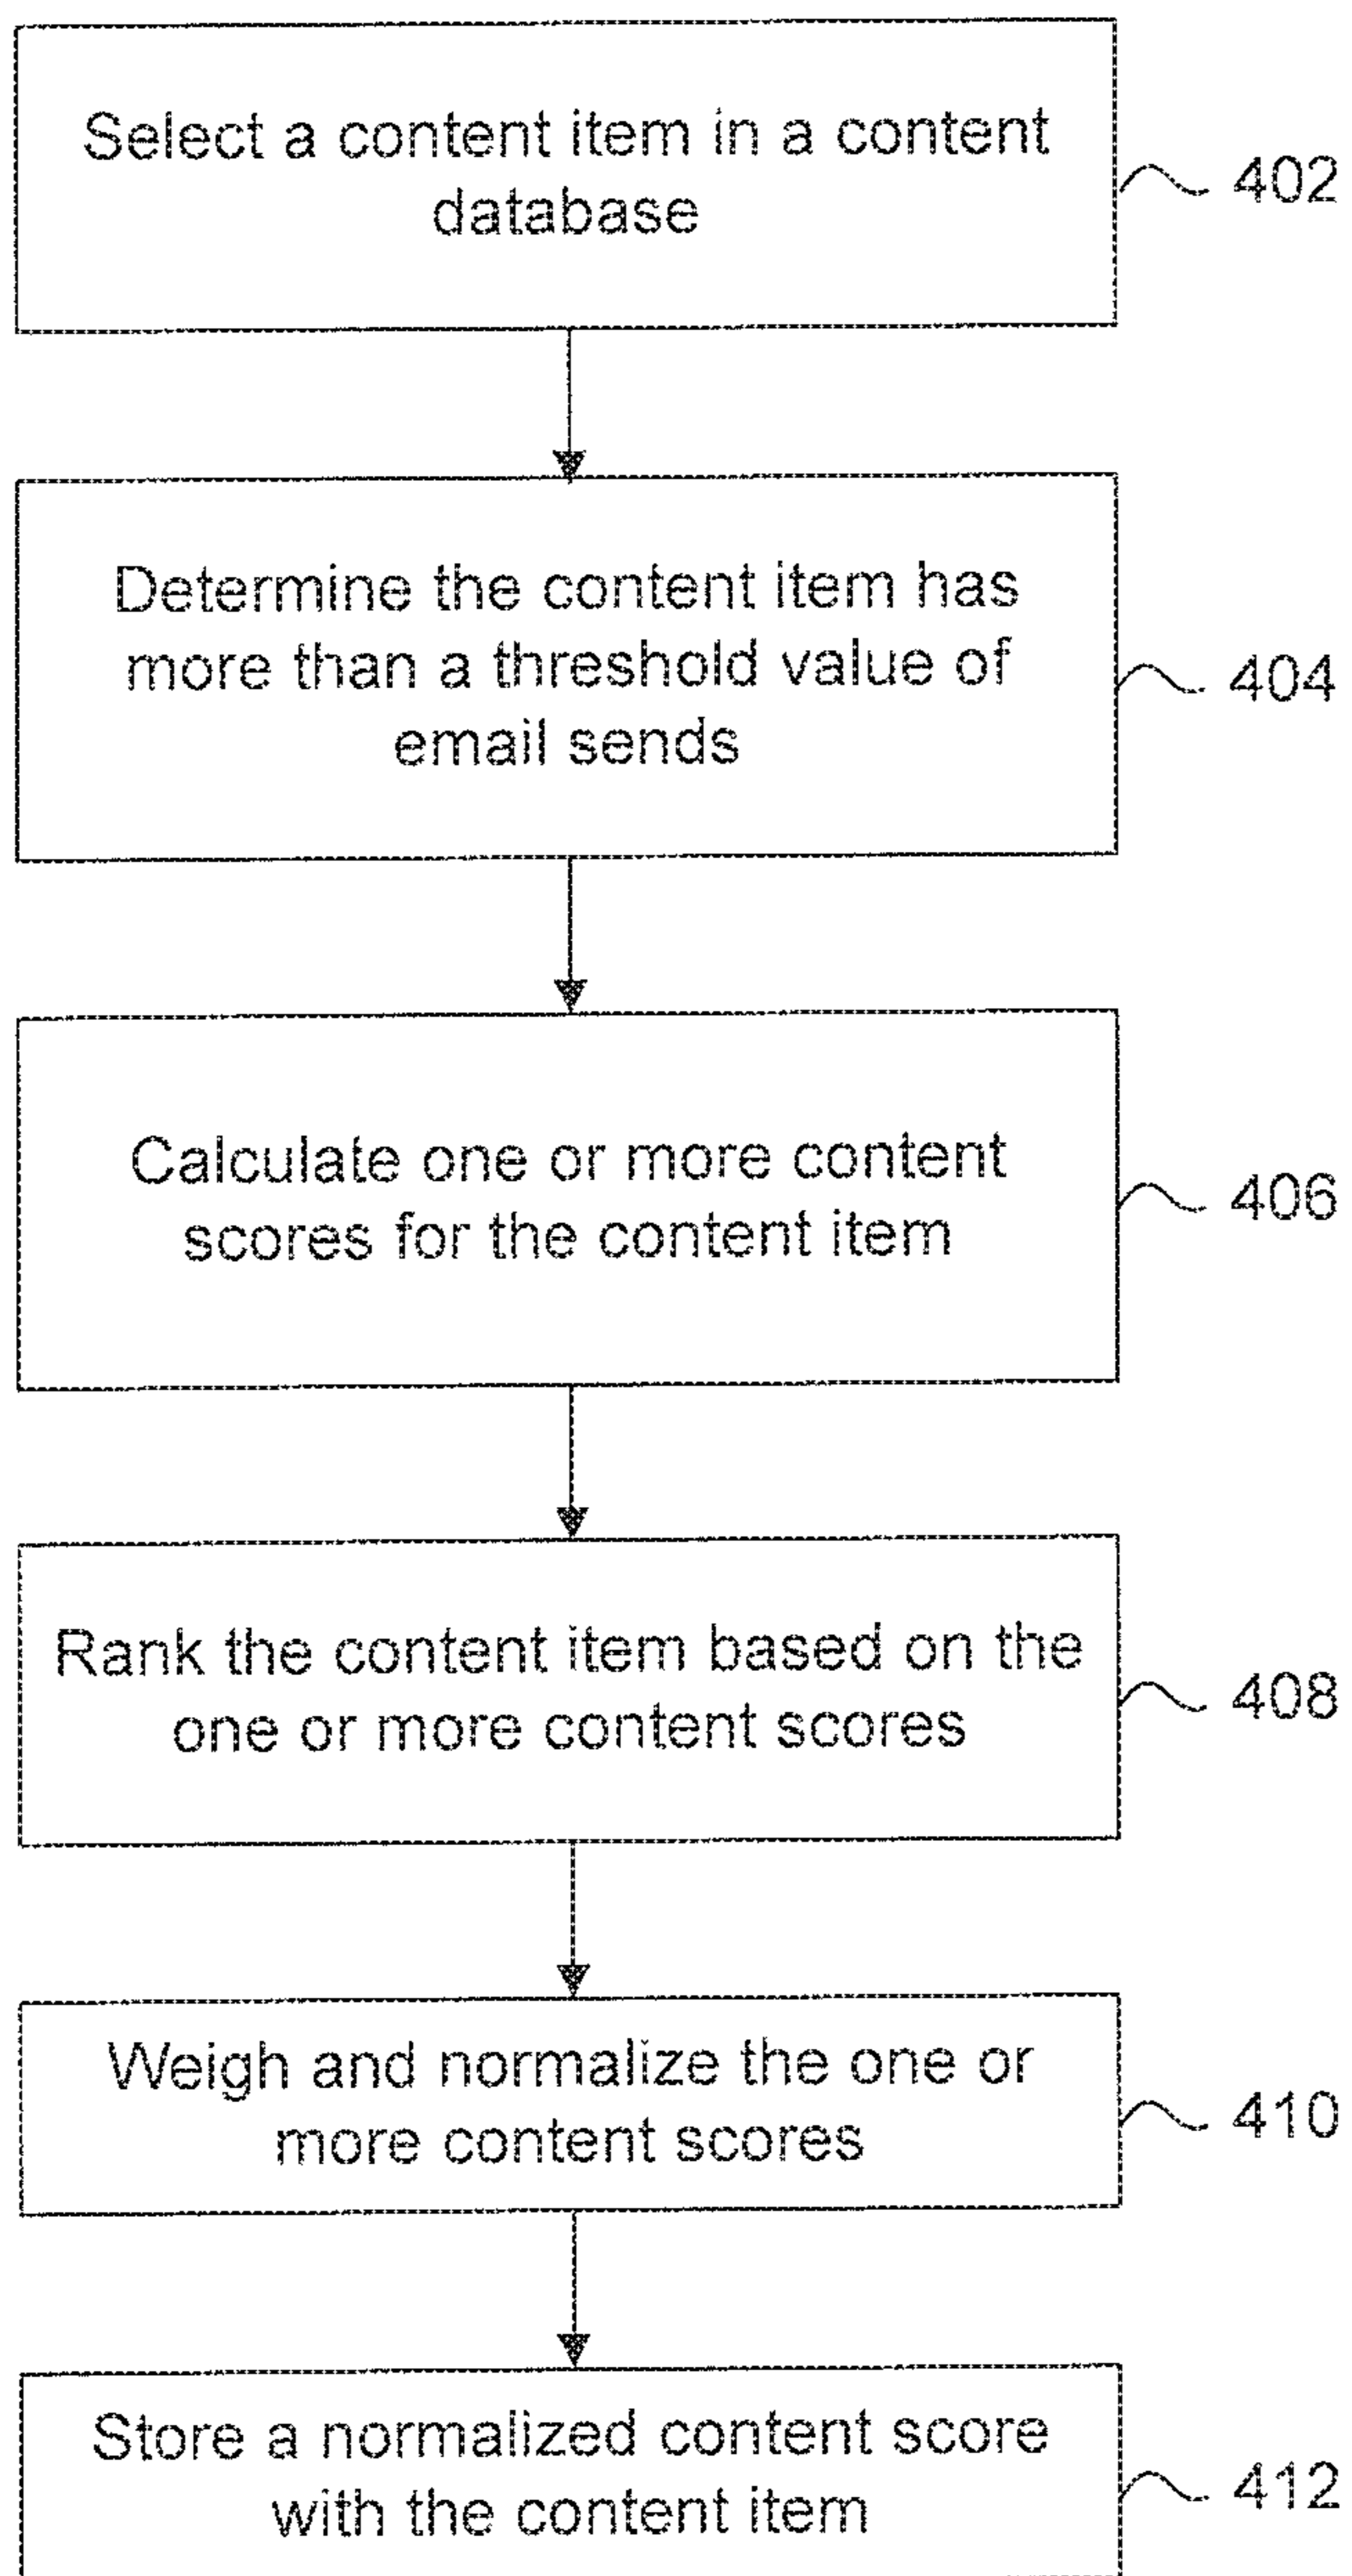 Select a content item in a content
database
402
Determine the content item has
more than a threshold value of
email sends
404
Calculate one or more content
scores for the content item
406
Rank the content item based on the
one or more content scores
408
Weigh and normalize the one or
more content scores
410
Store a normalized content score
with the content item
412